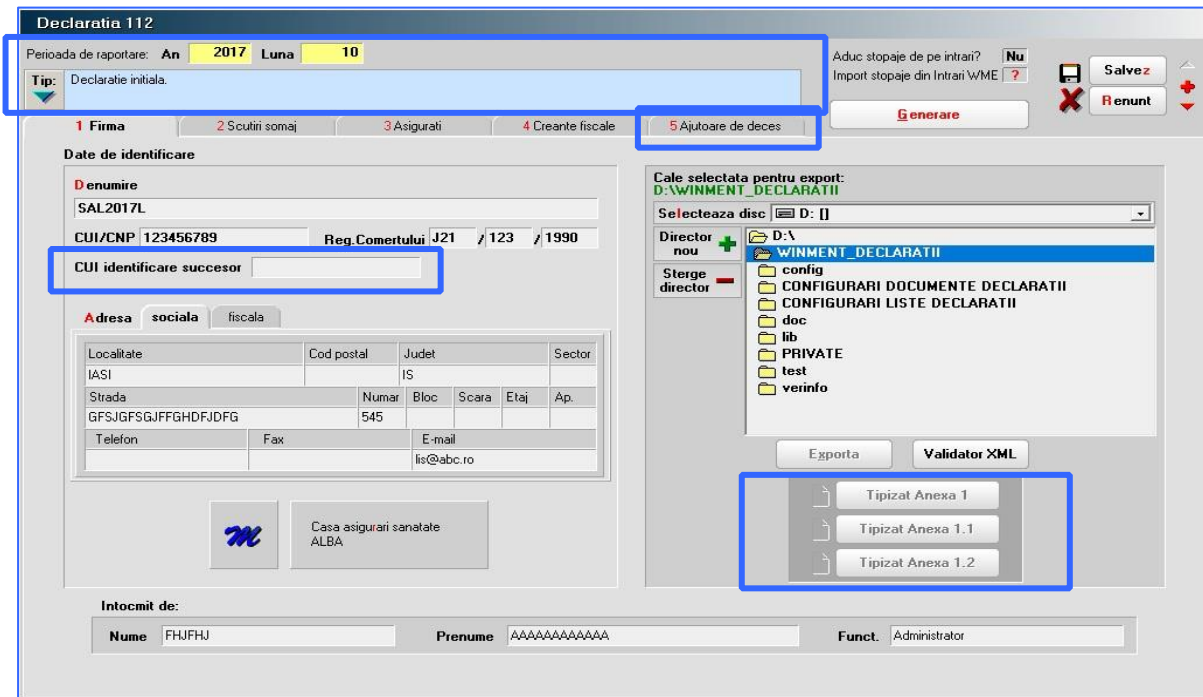 Declaratia 112
Perioada de raportare: An 2017 Luna 10
Tip: Declaratie initiala.
Aduc stopaje de pe intrari? Nu
Import stopaje din Intrari WME ?
Generare
Salvez
Renunt
1 Firma 2 Scutiri somaj 3 Asigurati 4 Creante fiscale 5 Ajutoare de deces
Date de identificare
Denumire
SAL2017L
CUI/CNP 123456789 Reg.Comertului J21 / 123 / 1990
CUI identificare succesor
Adresa sociala fiscala
Localitate Cod postal Judet Sector
IASI IS
Strada Numar Bloc Scara Etaj Ap.
GFSJGFSGJFFGHDFJDFG 545
Telefon Fax E-mail
lis@abc.ro
m
Casa asigurari sanatate
ALBA
Cale selectata pentru export:
D:\WINMENT_DECLARATII
Selecteaza disc D: []
Director nou
Sterge director
D:\
WINMENT_DECLARATII
config
CONFIGURARI DOCUMENTE DECLARATII
CONFIGURARI LISTE DECLARATII
doc
lib
PRIVATE
test
verinfo
Exporta Validator XML
Tipizat Anexa 1
Tipizat Anexa 1.1
Tipizat Anexa 1.2
Intocmit de:
Nume FHJFHJ Prenume AAAAAAAAAAAA Funct. Administrator